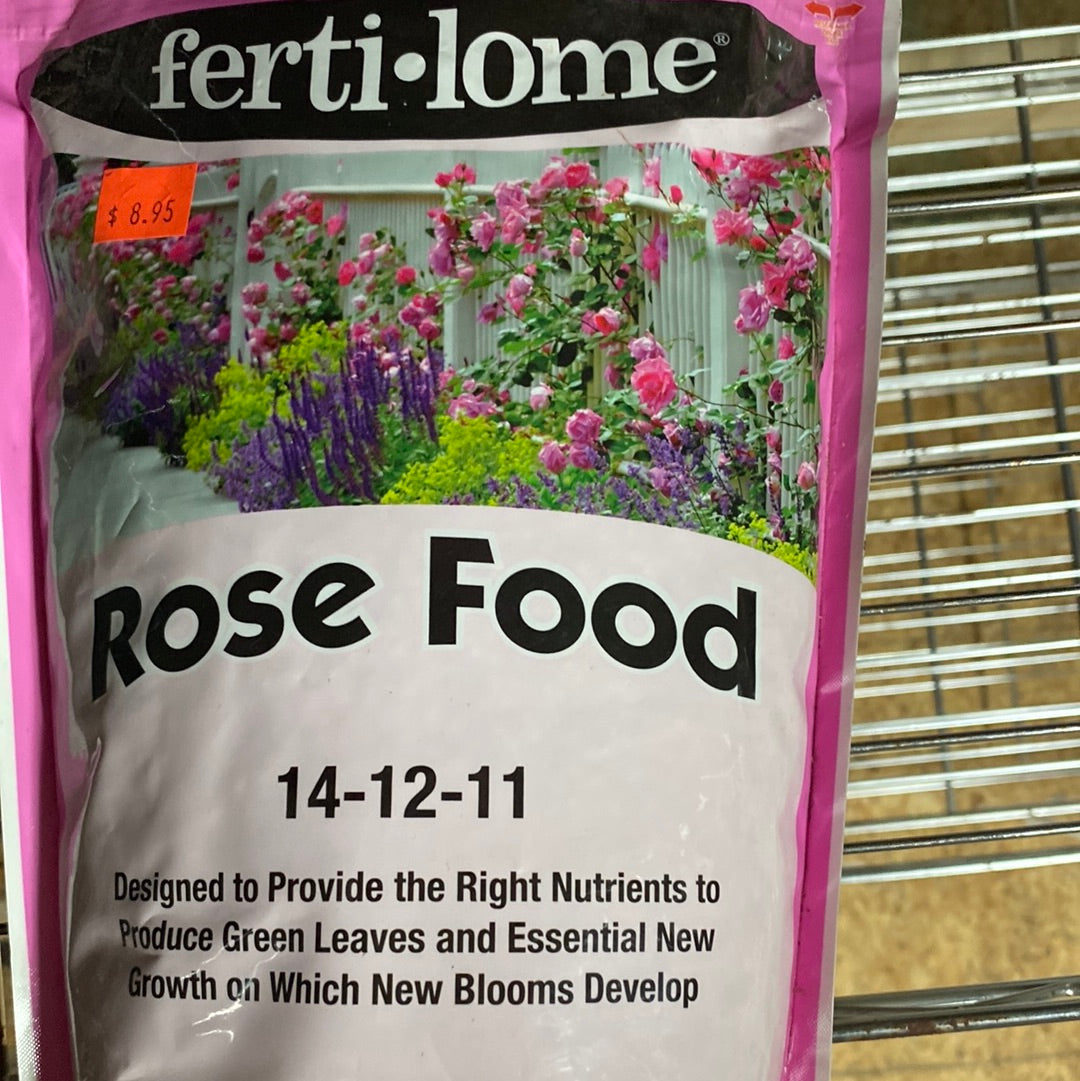 ferti•lome®
$ 8.95
Rose Food
14-12-11
Designed to Provide the Right Nutrients to
Produce Green Leaves and Essential New
Growth on Which New Blooms Develop